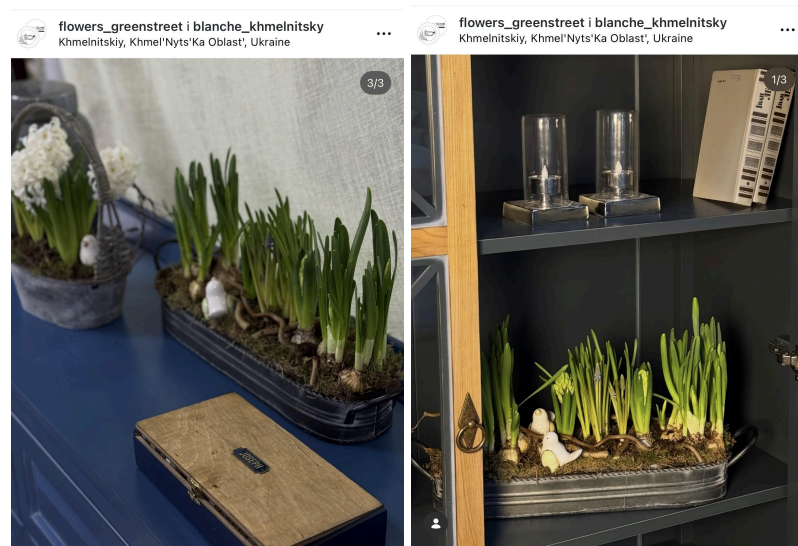 flowers_greenstreet i blanche_khmelnitsky
Khmelnitskiy, Khmel'Nyts'Ka Oblast', Ukraine
3/3
flowers_greenstreet i blanche_khmelnitsky
Khmelnitskiy, Khmel'Nyts'Ka Oblast', Ukraine
1/3